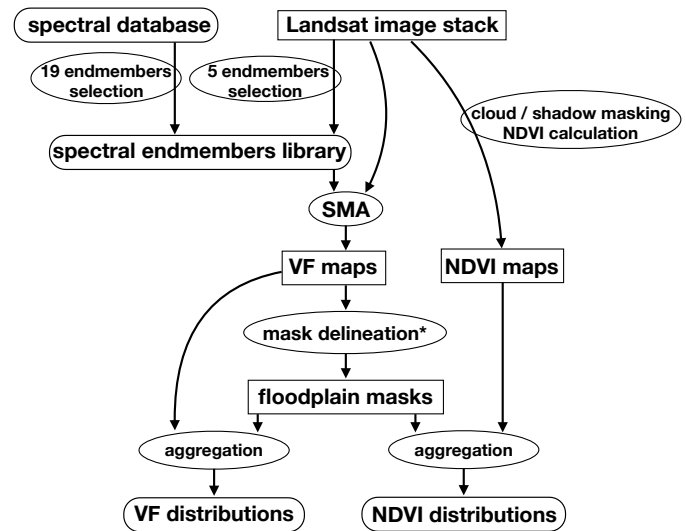 spectral database
Landsat image stack
19 endmembers
selection
5 endmembers
selection
cloud / shadow masking
NDVI calculation
spectral endmembers library
SMA
VF maps
NDVI maps
mask delineation*
floodplain masks
aggregation
aggregation
VF distributions
NDVI distributions